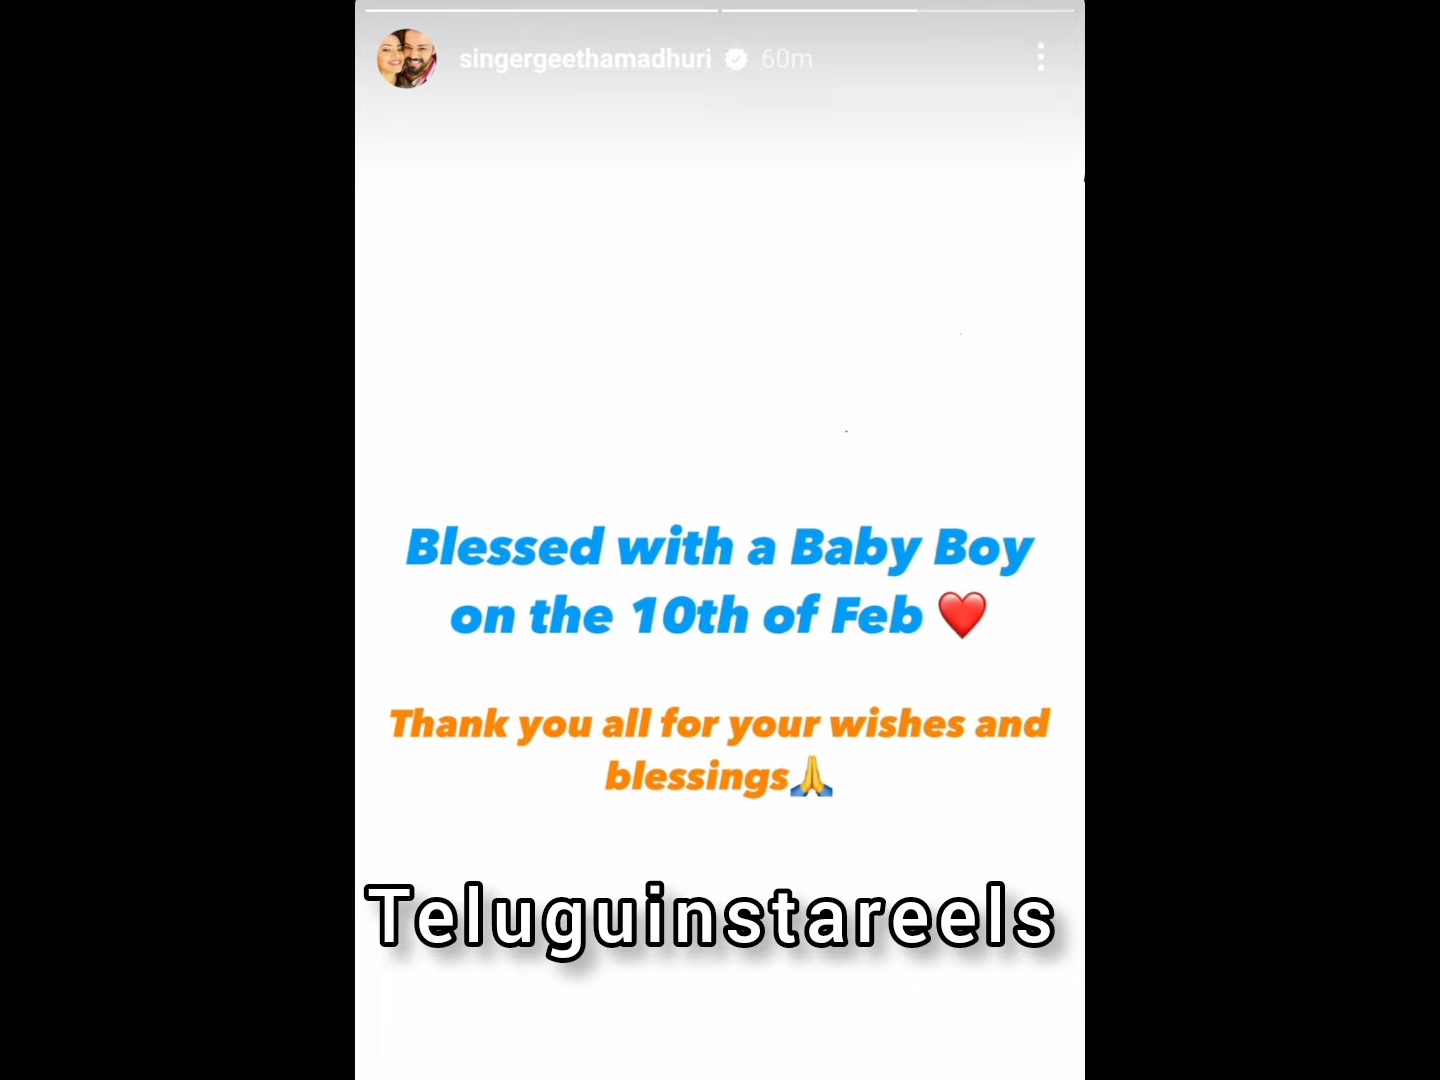 singergeethamadhuri 60m
Blessed with a Baby Boy
on the 10th of Feb ❤️
Thank you all for your wishes and
blessings🙏
Teluguinstareels